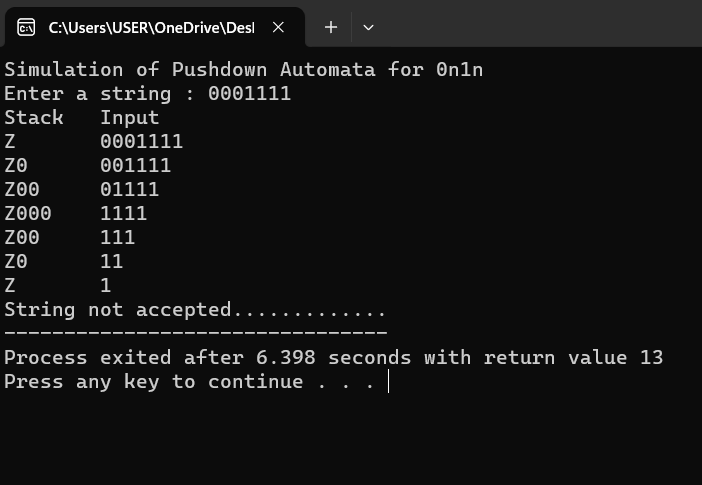 C:\Users\USER\OneDrive\Desl
Simulation of Pushdown Automata for 0n1n
Enter a string : 0001111
Stack   Input
Z       0001111
Z0      001111
Z00     01111
Z000    1111
Z00     111
Z0      11
Z       1
String not accepted.............
--------------------------------
Process exited after 6.398 seconds with return value 13
Press any key to continue . . .